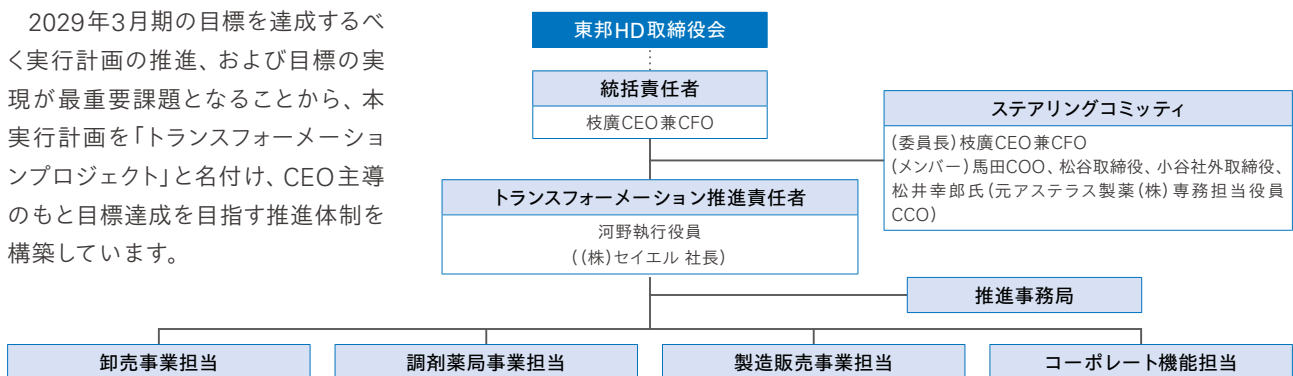 2029年3月期の目標を達成するべ
く実行計画の推進、および目標の実
現が最重要課題となることから、本
実行計画を「トランスフォーメーショ
ンプロジェクト」と名付け、CEO主導
のもと目標達成を目指す推進体制を
構築しています。
東邦HD取締役会
統括責任者
枝廣CEO兼CFO
ステアリングコミッティ
(委員長)枝廣CEO兼CFO
(メンバー)馬田COO、松谷取締役、小谷社外取締役、
松井幸郎氏(元アステラス製薬(株)専務担当役員
CCO)
トランスフォーメーション推進責任者
河野執行役員
((株)セイエル 社長)
推進事務局
卸売事業担当
調剤薬局事業担当
製造販売事業担当
コーポレート機能担当